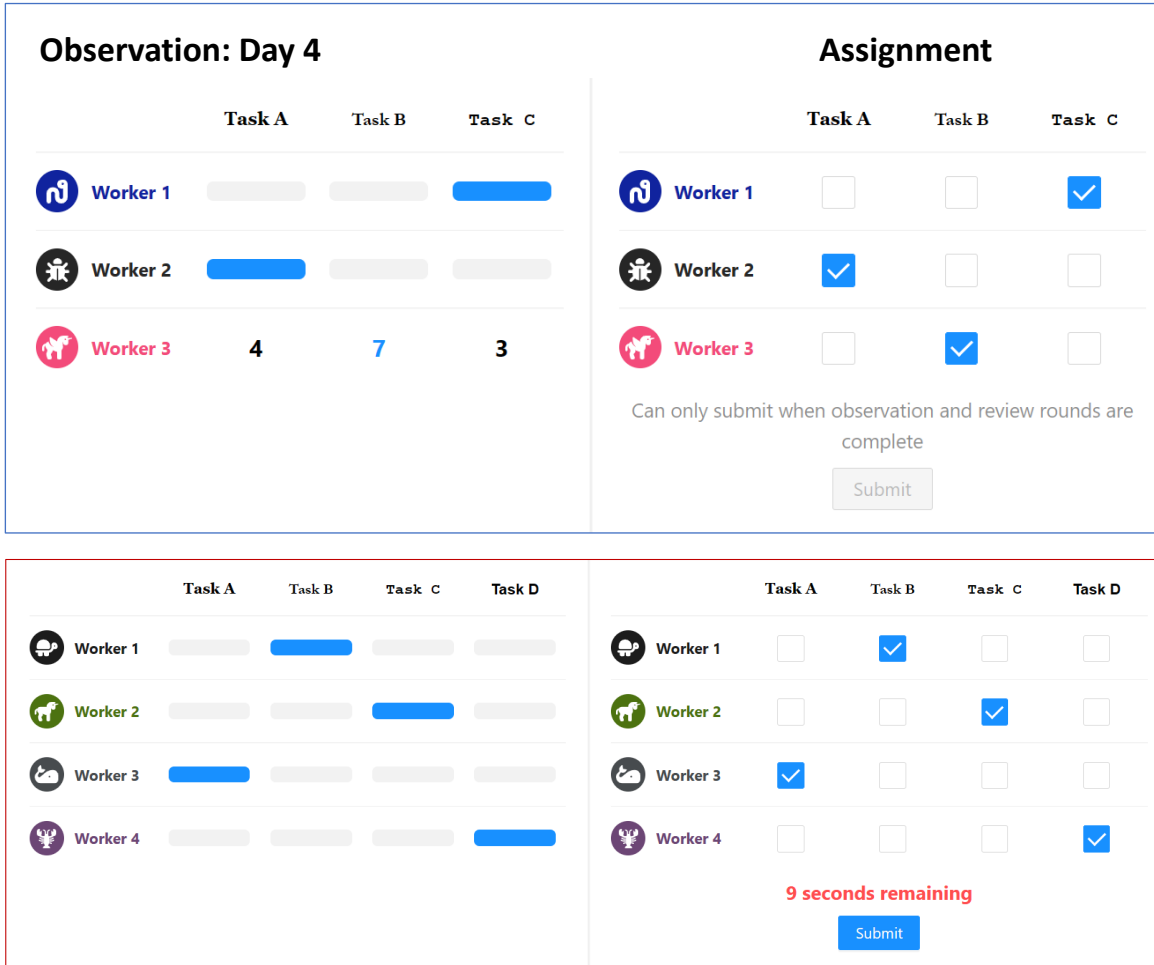 Observation: Day 4
Assignment
Task A Task B Task C
Worker 1
Worker 2
Worker 3 4 7 3
Task A Task B Task C
Worker 1
Worker 2
Worker 3
Can only submit when observation and review rounds are
complete
Submit
Task A Task B Task C Task D
Worker 1
Worker 2
Worker 3
Worker 4
Task A Task B Task C Task D
Worker 1
Worker 2
Worker 3
Worker 4
9 seconds remaining
Submit